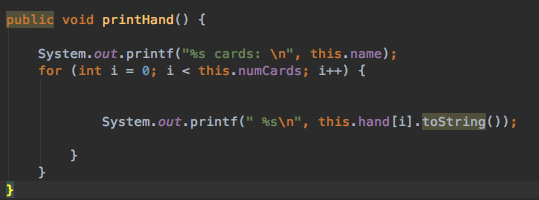 public void printHand() {
System.out.printf("%s cards: \n", this.name);
for (int i = 0; i < this.numCards; i++) {
System.out.printf(" %s\n", this.hand[i].toString());
}
}
}